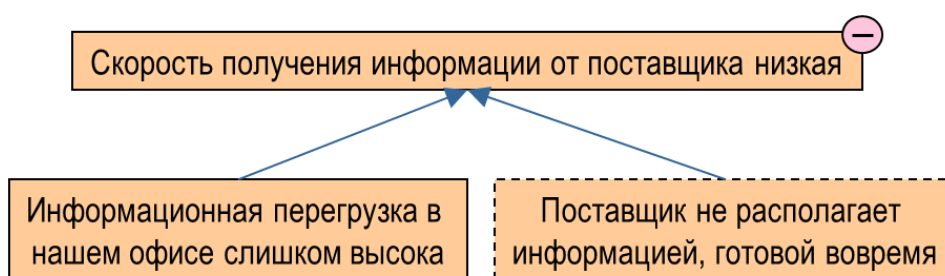 Скорость получения информации от поставщика низкая
Информационная перегрузка в
нашем офисе слишком высока
Поставщик не располагает
информацией, готовой вовремя